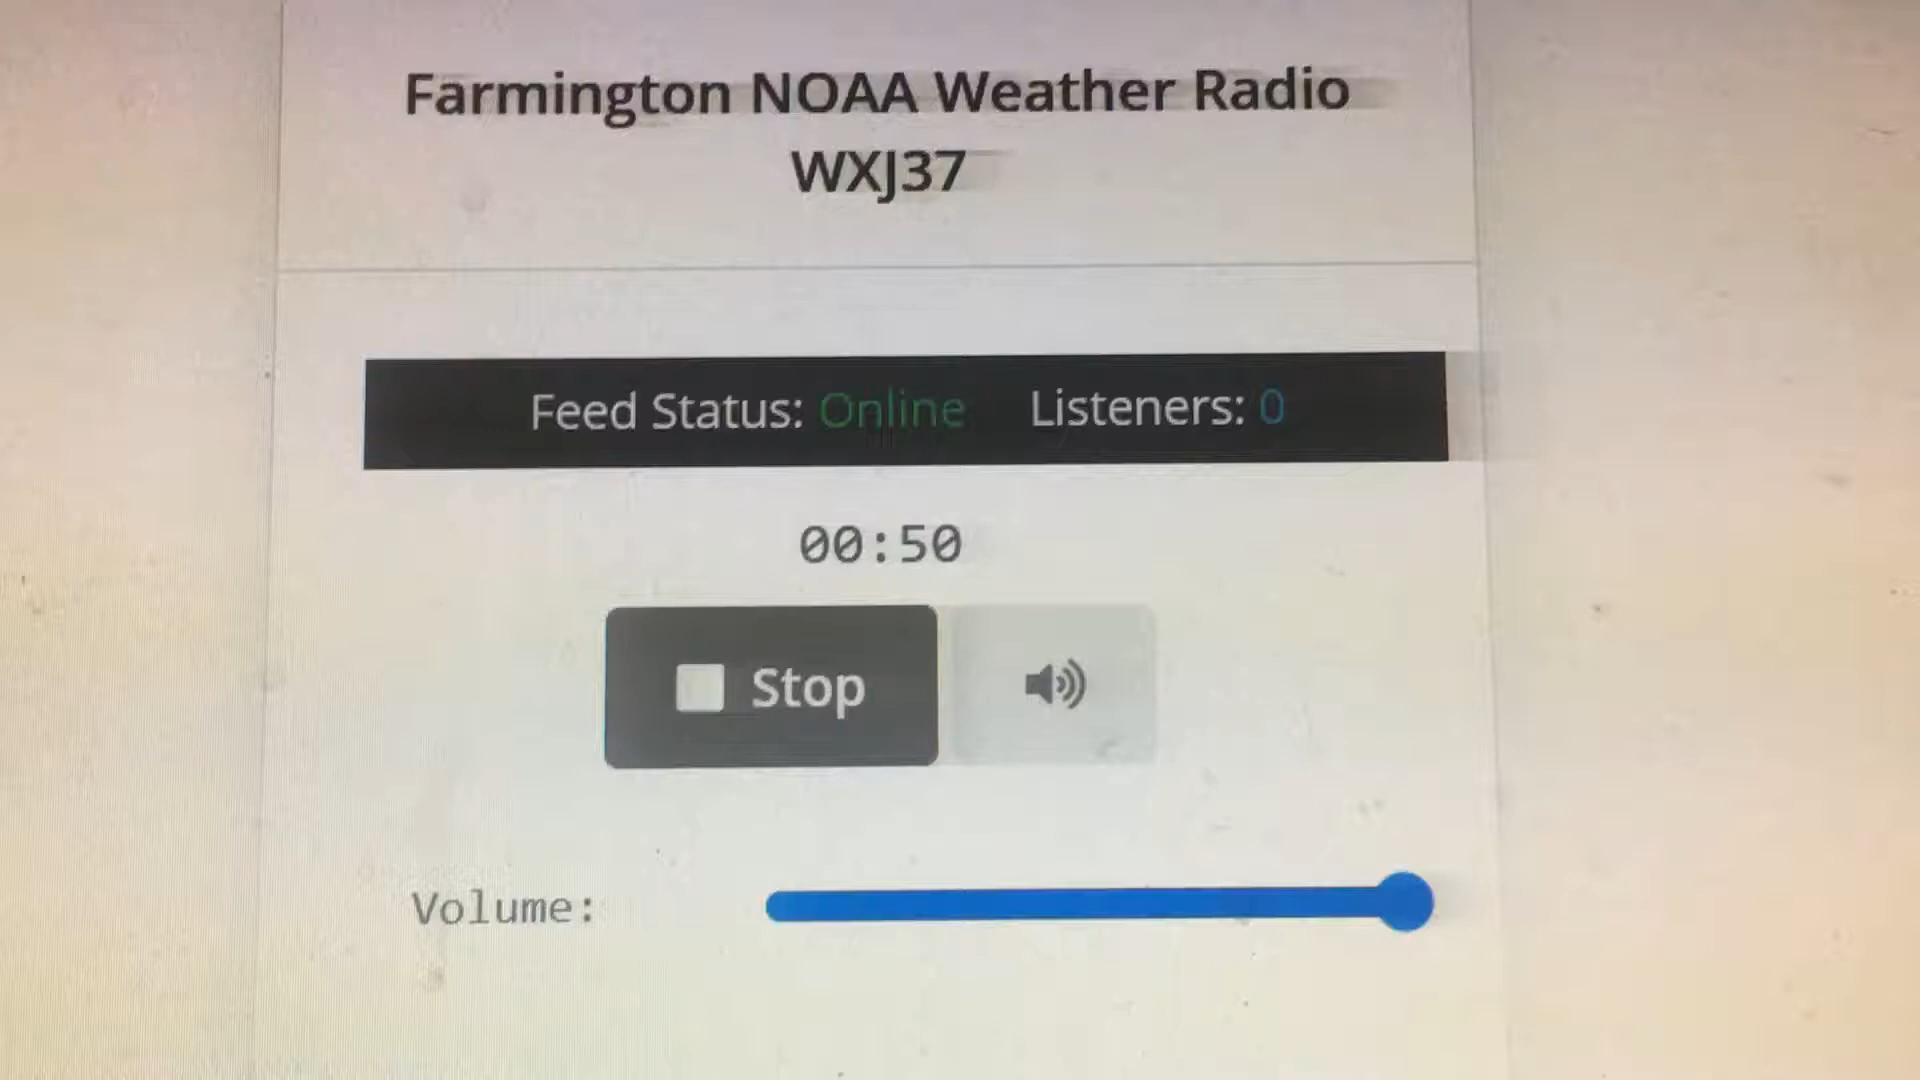 Farmington NOAA Weather Radio
WXJ37
Feed Status: Online Listeners: 0
00:50
Stop
Volume: